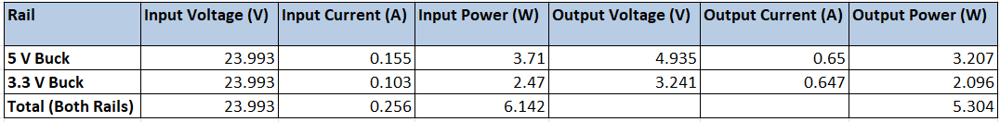 Rail Input Voltage (V) Input Current (A) Input Power (W) Output Voltage (V) Output Current (A) Output Power (W)
5 V Buck 23.993 0.155 3.71 4.935 0.65 3.207
3.3 V Buck 23.993 0.103 2.47 3.241 0.647 2.096
Total (Both Rails) 23.993 0.256 6.142 5.304